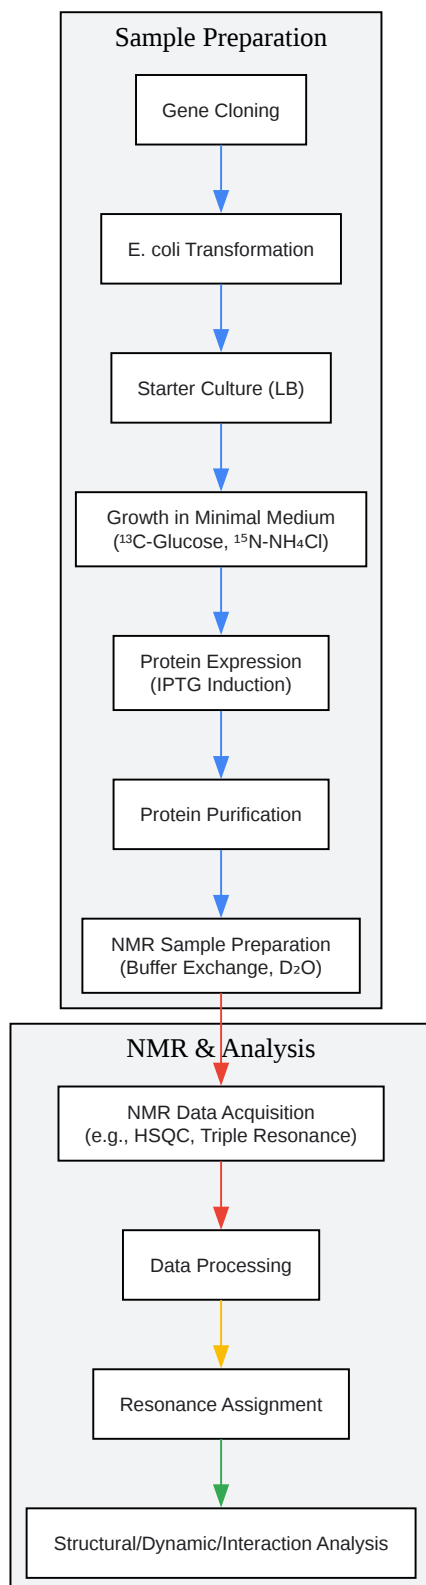 Sample Preparation
Gene Cloning
E. coli Transformation
Starter Culture (LB)
Growth in Minimal Medium
(¹³C-Glucose, ¹⁵N-NH₄Cl)
Protein Expression
(IPTG Induction)
Protein Purification
NMR Sample Preparation
(Buffer Exchange, D₂O)
NMR & Analysis
NMR Data Acquisition
(e.g., HSQC, Triple Resonance)
Data Processing
Resonance Assignment
Structural/Dynamic/Interaction Analysis